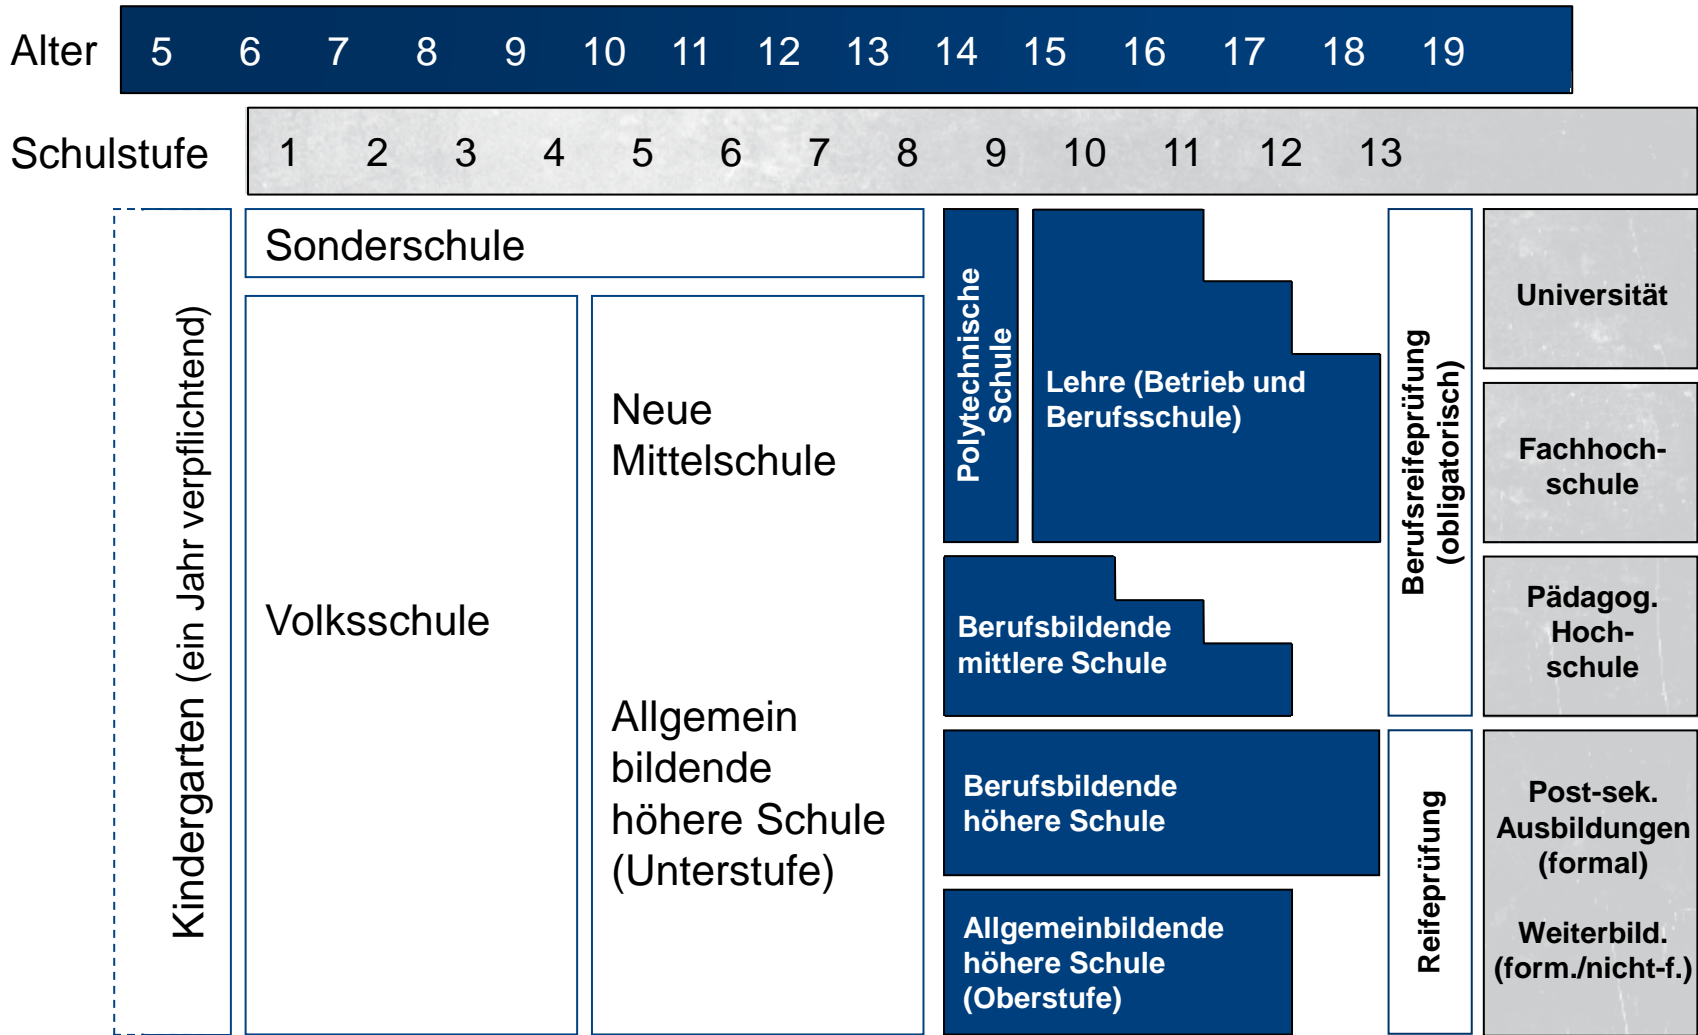 Alter 5 6 7 8 9 10 11 12 13 14 15 16 17 18 19
Schulstufe 1 2 3 4 5 6 7 8 9 10 11 12 13
Kindergarten (ein Jahr verpflichtend)
Sonderschule
Volksschule
Neue
Mittelschule
Allgemein
bildende
höhere Schule
(Unterstufe)
Polytechnische
Schule
Lehre (Betrieb und
Berufsschule)
Berufsbildende
mittlere Schule
Berufsbildende
höhere Schule
Allgemeinbildende
höhere Schule
(Oberstufe)
Berufsreifeprüfung
(obligatorisch)
Reifeprüfung
Universität
Fachhoch-
schule
Pädagog.
Hoch-
schule
Post-sek.
Ausbildungen
(formal)
Weiterbild.
(form./nicht-f.)